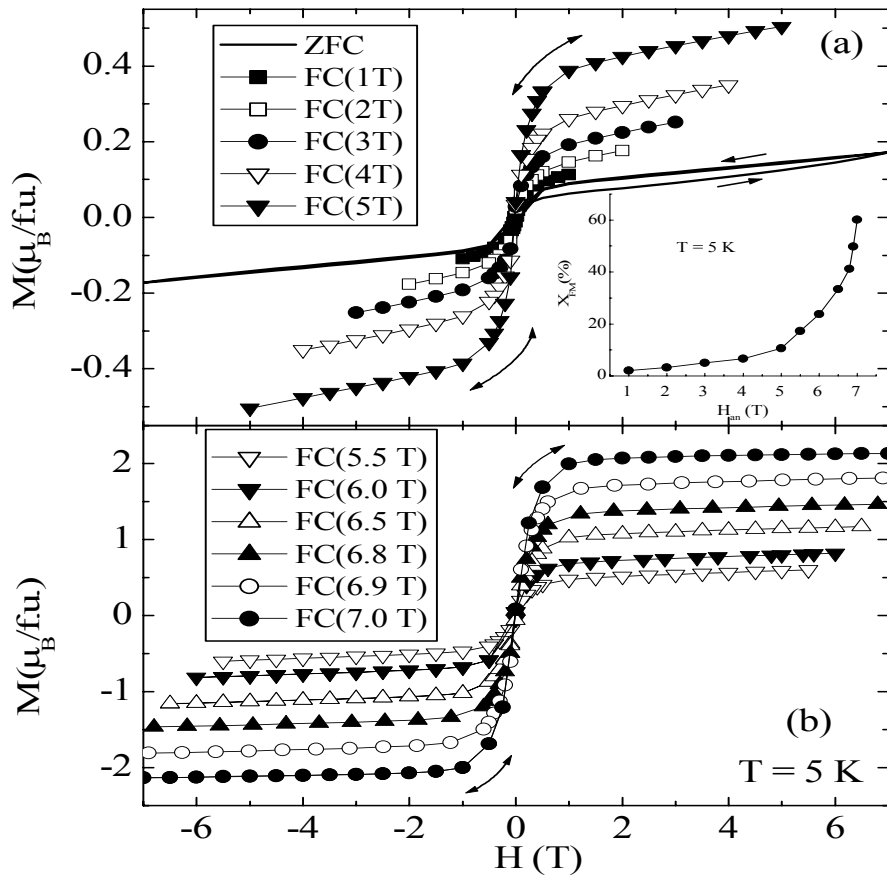 (a)
ZFC
FC(1T)
FC(2T)
FC(3T)
FC(4T)
FC(5T)
M(μB/f.u.)
0.4
0.2
0.0
-0.2
-0.4
T = 5 K
XFM(%)
60
40
20
0
1 2 3 4 5 6 7
Han(T)
FC(5.5 T)
FC(6.0 T)
FC(6.5 T)
FC(6.8 T)
FC(6.9 T)
FC(7.0 T)
M(μB/f.u.)
2
1
0
-1
-2
(b)
T = 5 K
-6 -4 -2 0 2 4 6
H (T)